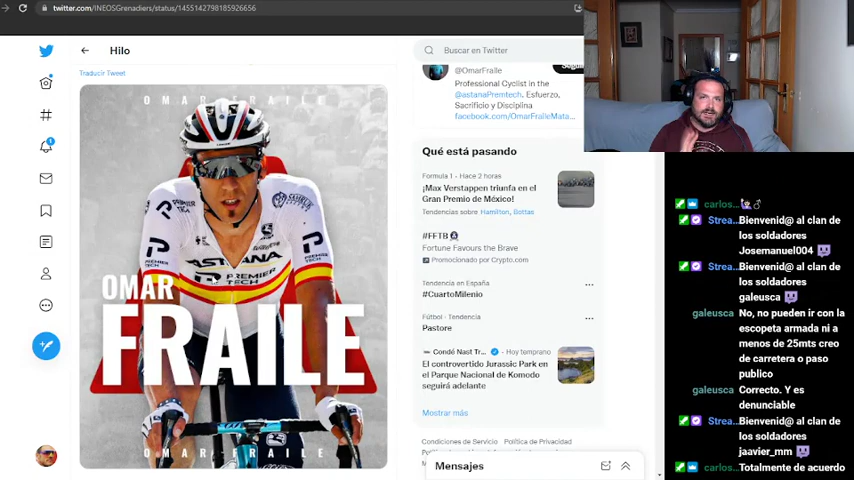 twitter.com/INEOSGrenadiers/status/1455142798185926656
Hilo
Traducir Tweet
OMAR FRAILE
PREMIER TECH
ASTANA
PREMIER TECH
OMAR
FRAILE
OMAR FRAILE
Buscar en Twitter
@OmarFraile
Professional Cyclist in the
@astanaPremtech. Esfuerzo,
Sacrificio y Disciplina
facebook.com/OmarFraileMata...
Qué está pasando
Formula 1 · Hace 2 horas
¡Max Verstappen triunfa en el
Gran Premio de México!
Tendencias sobre Hamilton, Bottas
#FFTB
Fortune Favours the Brave
Promocionado por Crypto.com
Tendencia en España
#CuartoMilenio
Fútbol · Tendencia
Pastore
Condé Nast Tr... · Hoy temprano
El controvertido Jurassic Park en
el Parque Nacional de Komodo
seguirá adelante
Mostrar más
Condiciones de Servicio Política de Privacidad
Mensajes
carlos...
Strea... Bienvenid@ al clan de
los soldadores
Josemanuel004
Strea... Bienvenid@ al clan de
los soldadores
galeusca
galeusca No, no pueden ir con la
escopeta armada ni a
menos de 25mts creo
de carretera o paso
publico
galeusca Correcto. Y es
denunciable
Strea... Bienvenid@ al clan de
los soldadores
jaavier_mm
carlos... Totalmente de acuerdo